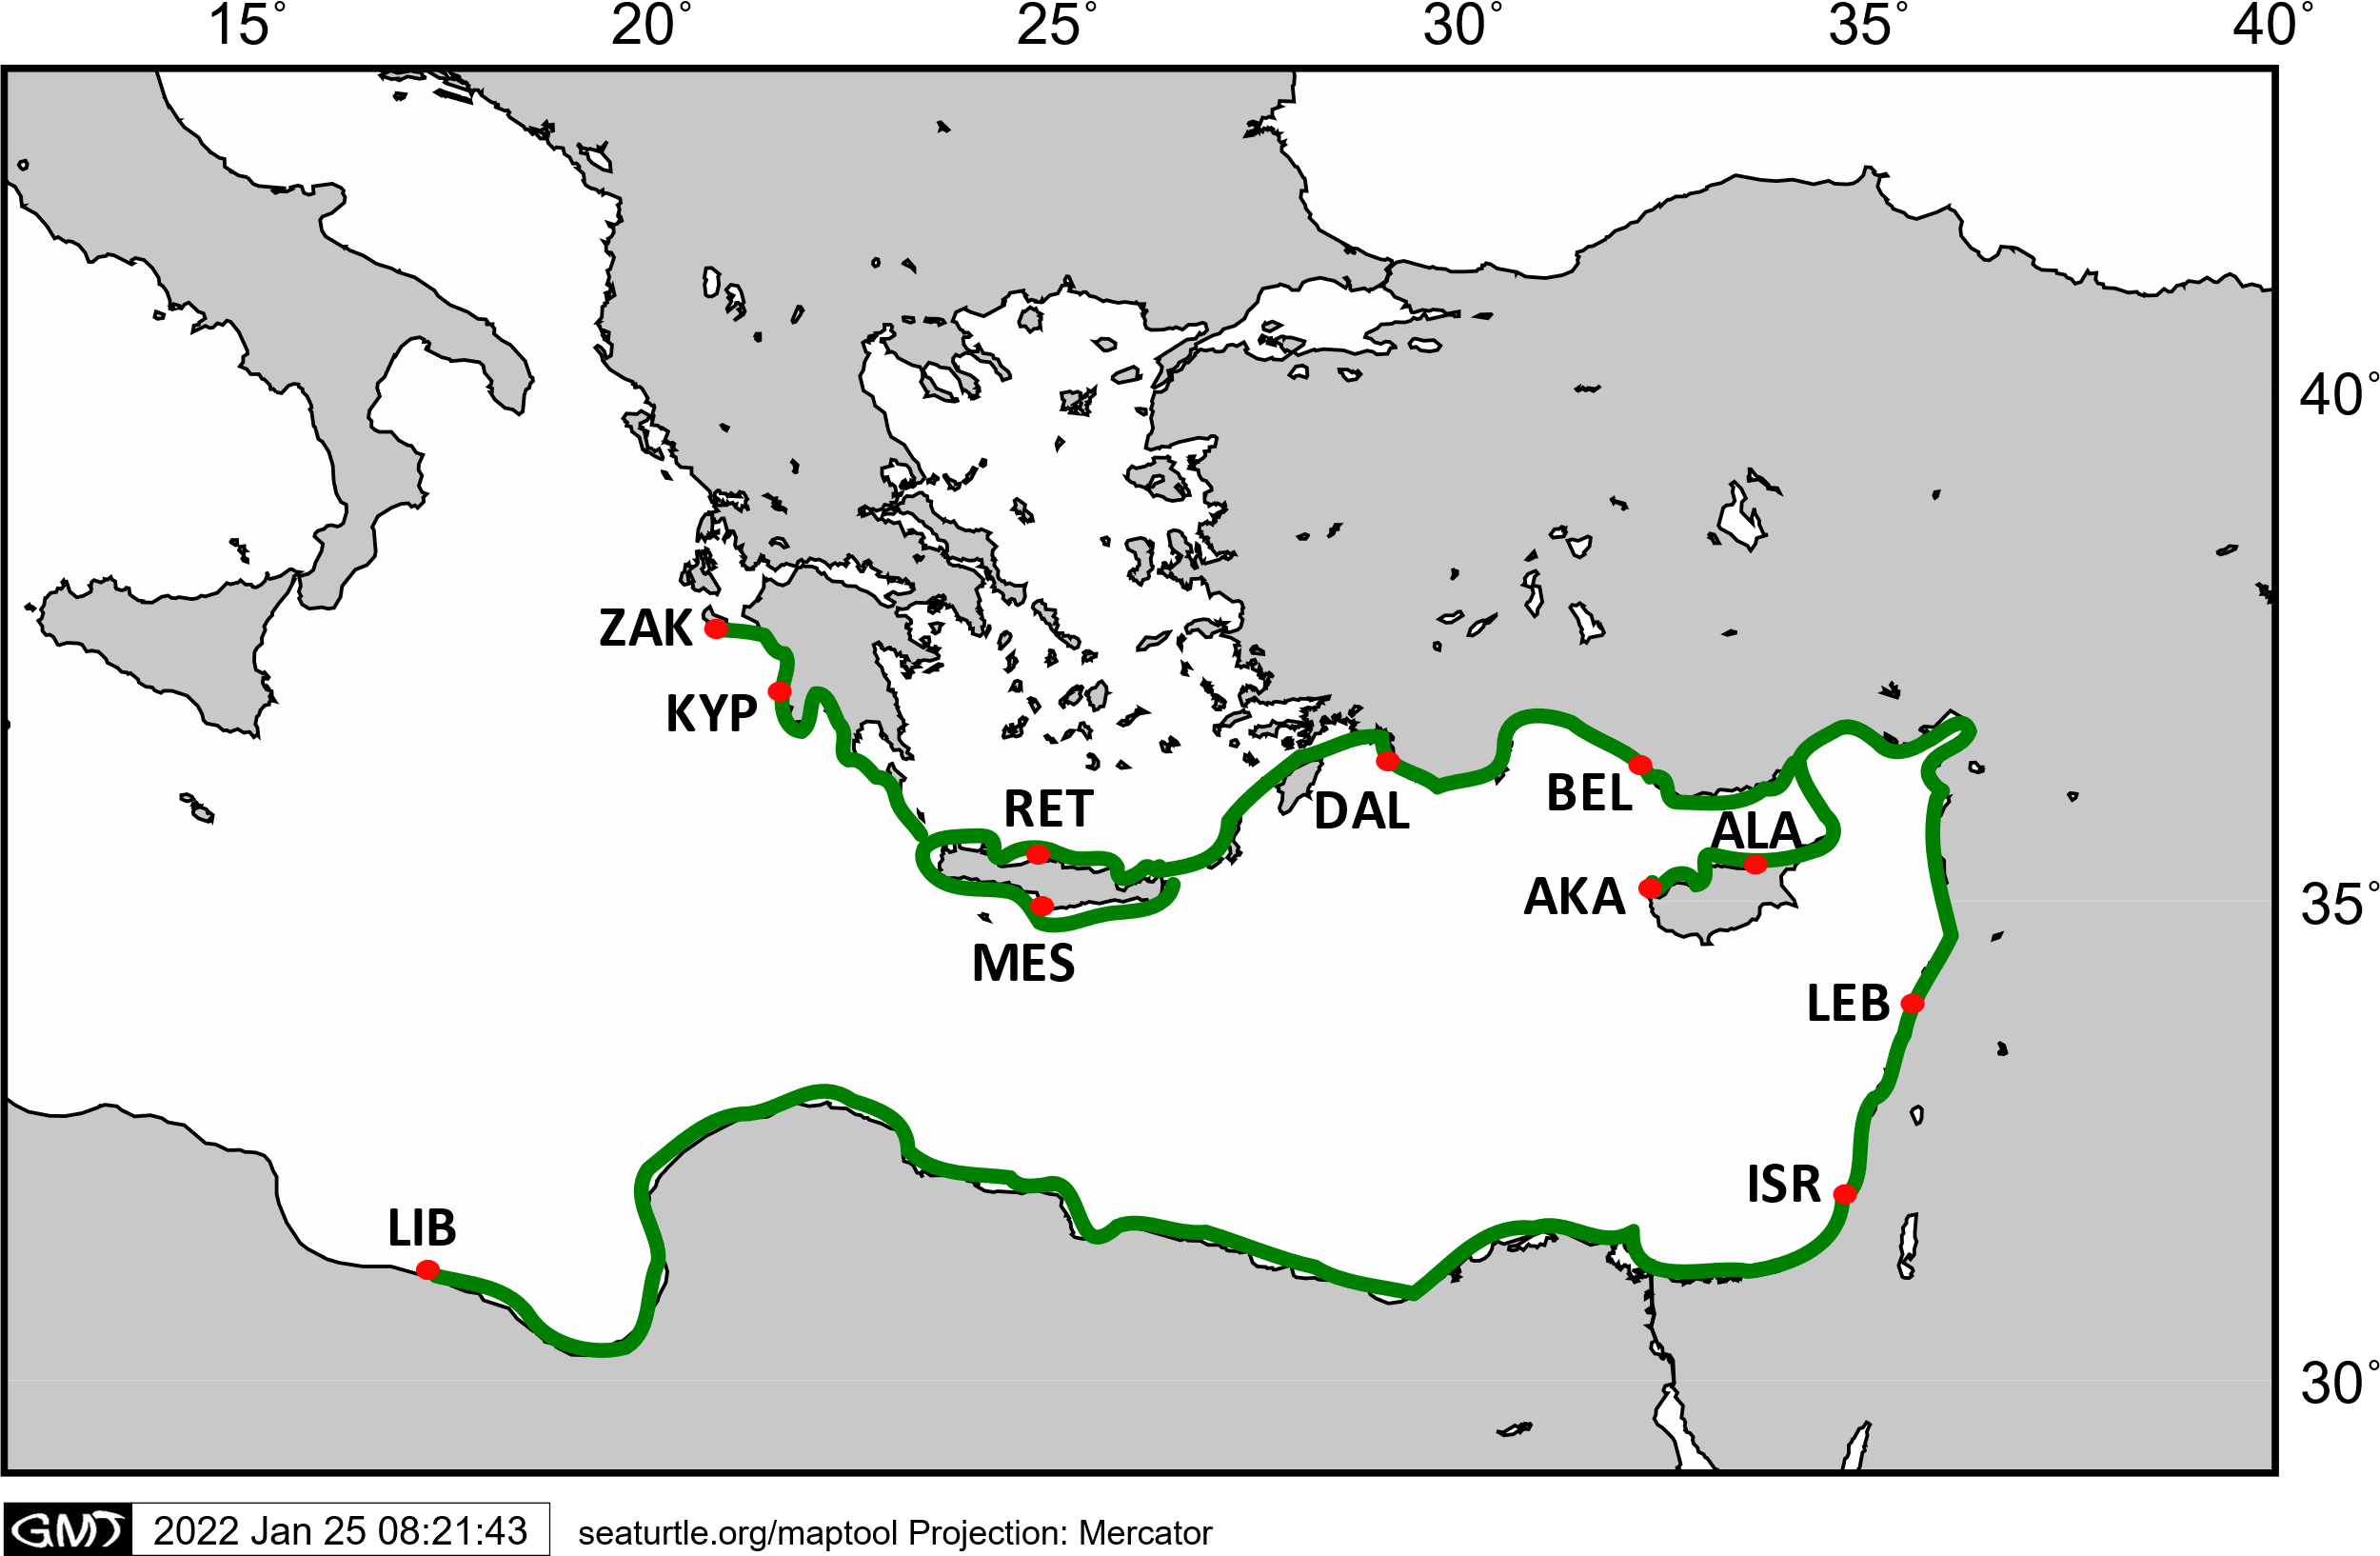 15° 20° 25° 30° 35° 40°
40°
ZAK
KYP
RET
DAL
BEL
ALA
AKA
35°
MES
LEB
ISR
LIB
30°
GMT 2022 Jan 25 08:21:43 seaturtle.org/maptool Projection: Mercator